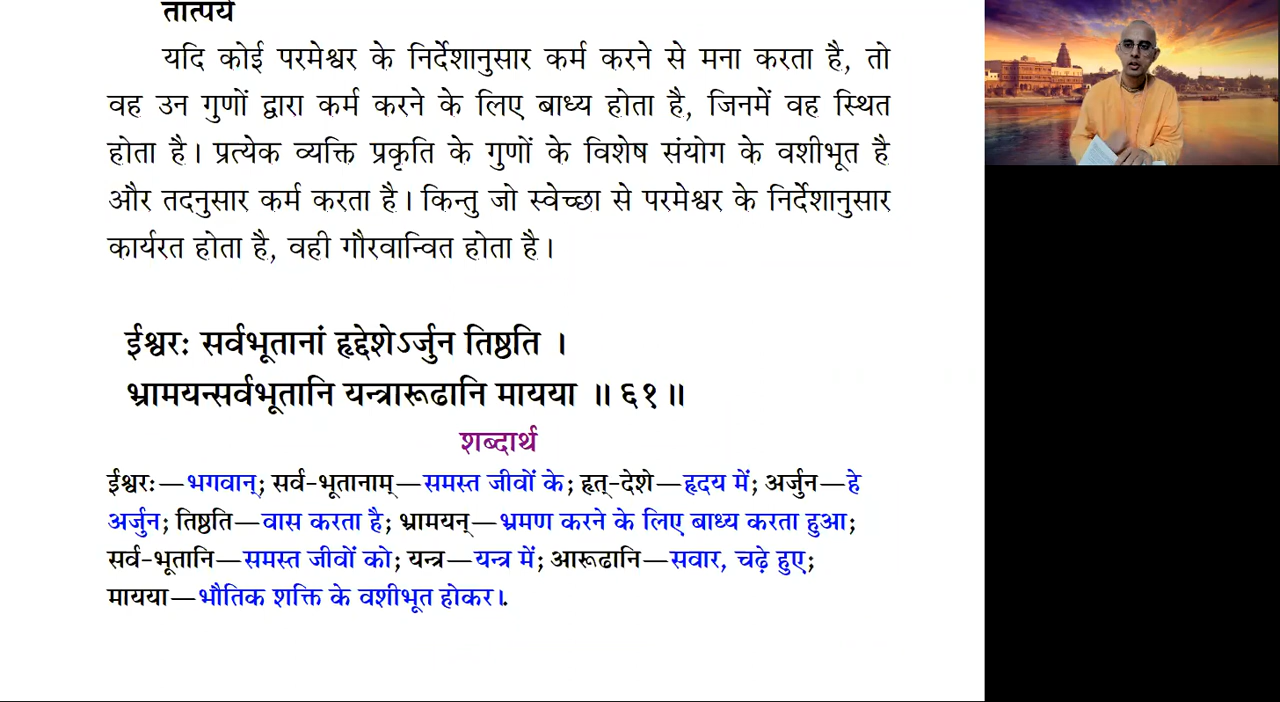 तात्पर्य
यदि कोई परमेश्वर के निर्देशानुसार कर्म करने से मना करता है, तो
वह उन गुणों द्वारा कर्म करने के लिए बाध्य होता है, जिनमें वह स्थित
होता है। प्रत्येक व्यक्ति प्रकृति के गुणों के विशेष संयोग के वशीभूत है
और तदनुसार कर्म करता है। किन्तु जो स्वेच्छा से परमेश्वर के निर्देशानुसार
कार्यरत होता है, वही गौरवान्वित होता है।
ईश्वरः सर्वभूतानां हृद्देशेऽर्जुन तिष्ठति ।
भ्रामयन्सर्वभूतानि यन्त्रारूढानि मायया ॥ ६१॥
शब्दार्थ
ईश्वरः—भगवान्; सर्व-भूतानाम्—समस्त जीवों के; हृत्-देशे—हृदय में; अर्जुन—हे
अर्जुन; तिष्ठति—वास करता है; भ्रामयन्—भ्रमण करने के लिए बाध्य करता हुआ;
सर्व-भूतानि—समस्त जीवों को; यन्त्र—यन्त्र में; आरूढानि—सवार, चढ़े हुए;
मायया—भौतिक शक्ति के वशीभूत होकर।.